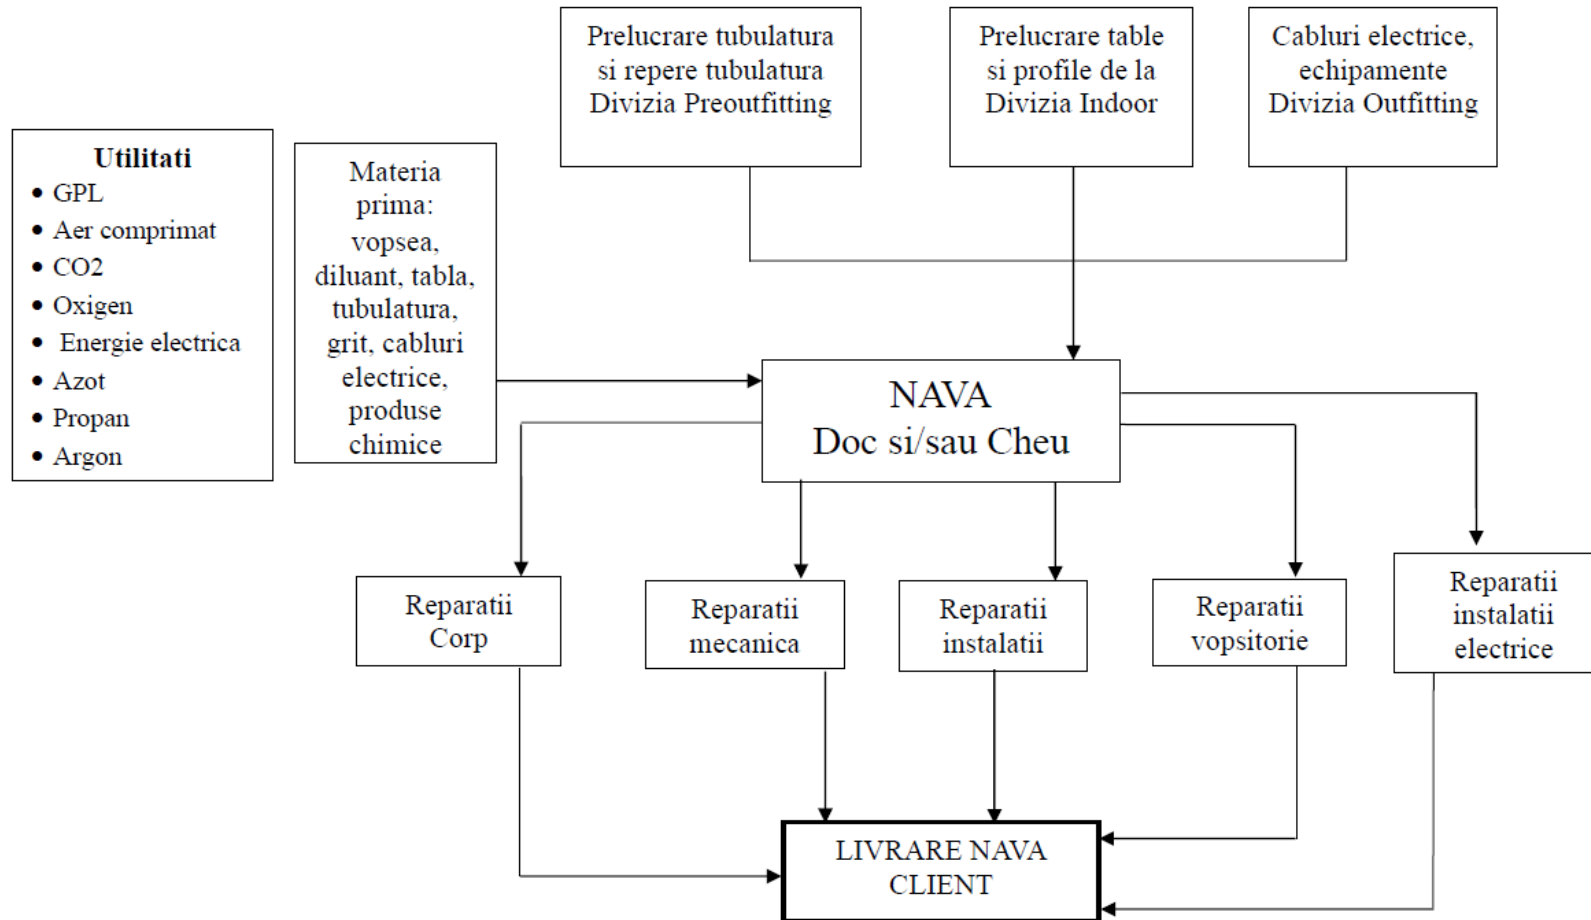 Prelucrare tubulatura
si repere tubulatura
Divizia Preoutfitting
Prelucrare table
si profile de la
Divizia Indoor
Cabluri electrice,
echipamente
Divizia Outfitting
Utilitati
• GPL
• Aer comprimat
• CO2
• Oxigen
• Energie electrica
• Azot
• Propan
• Argon
Materia
prima:
vopsea,
diluant, tabla,
tubulatura,
grit, cabluri
electrice,
produse
chimice
NAVA
Doc si/sau Cheu
Reparatii
Corp
Reparatii
mecanica
Reparatii
instalatii
Reparatii
vopsitorie
Reparatii
instalatii
electrice
LIVRARE NAVA
CLIENT